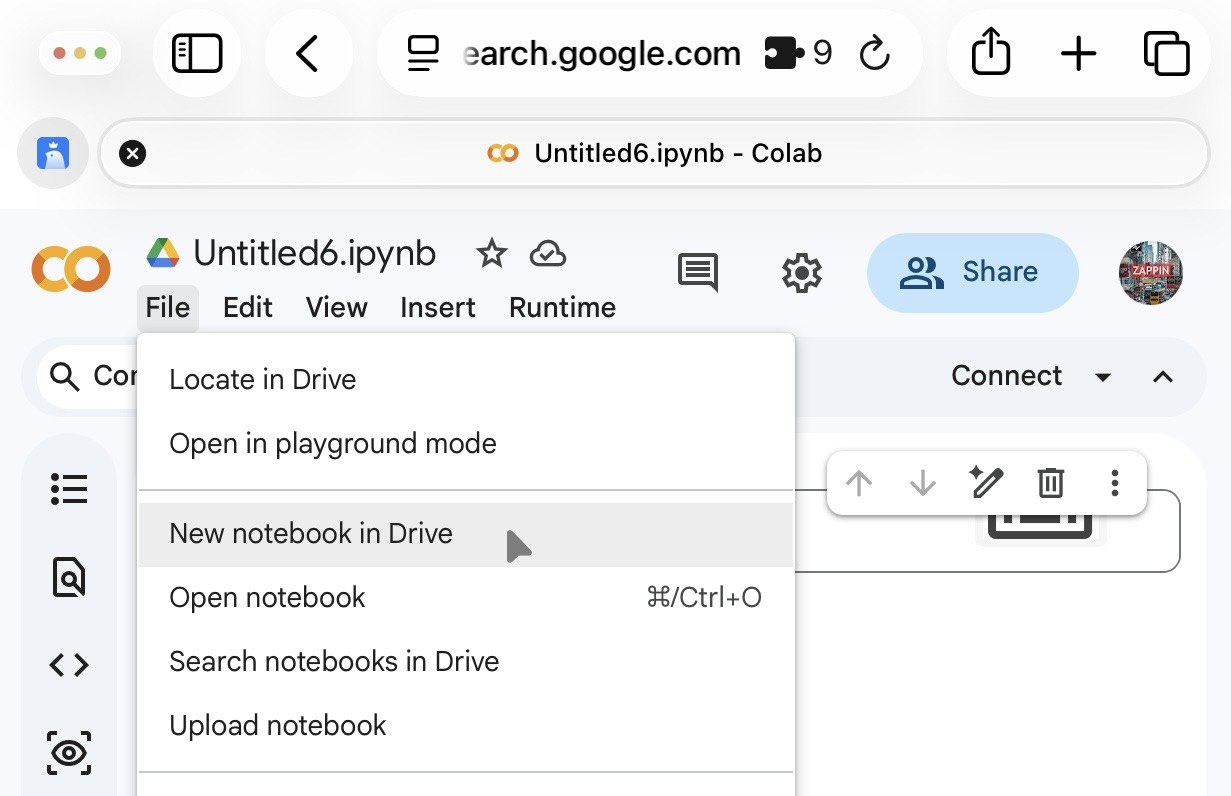 earch.google.com 9
Untitled6.ipynb - Colab
Untitled6.ipynb
Share
ZAPPIN
File Edit View Insert Runtime
Connect
Locate in Drive
Open in playground mode
New notebook in Drive
Open notebook ⌘/Ctrl+O
Search notebooks in Drive
Upload notebook